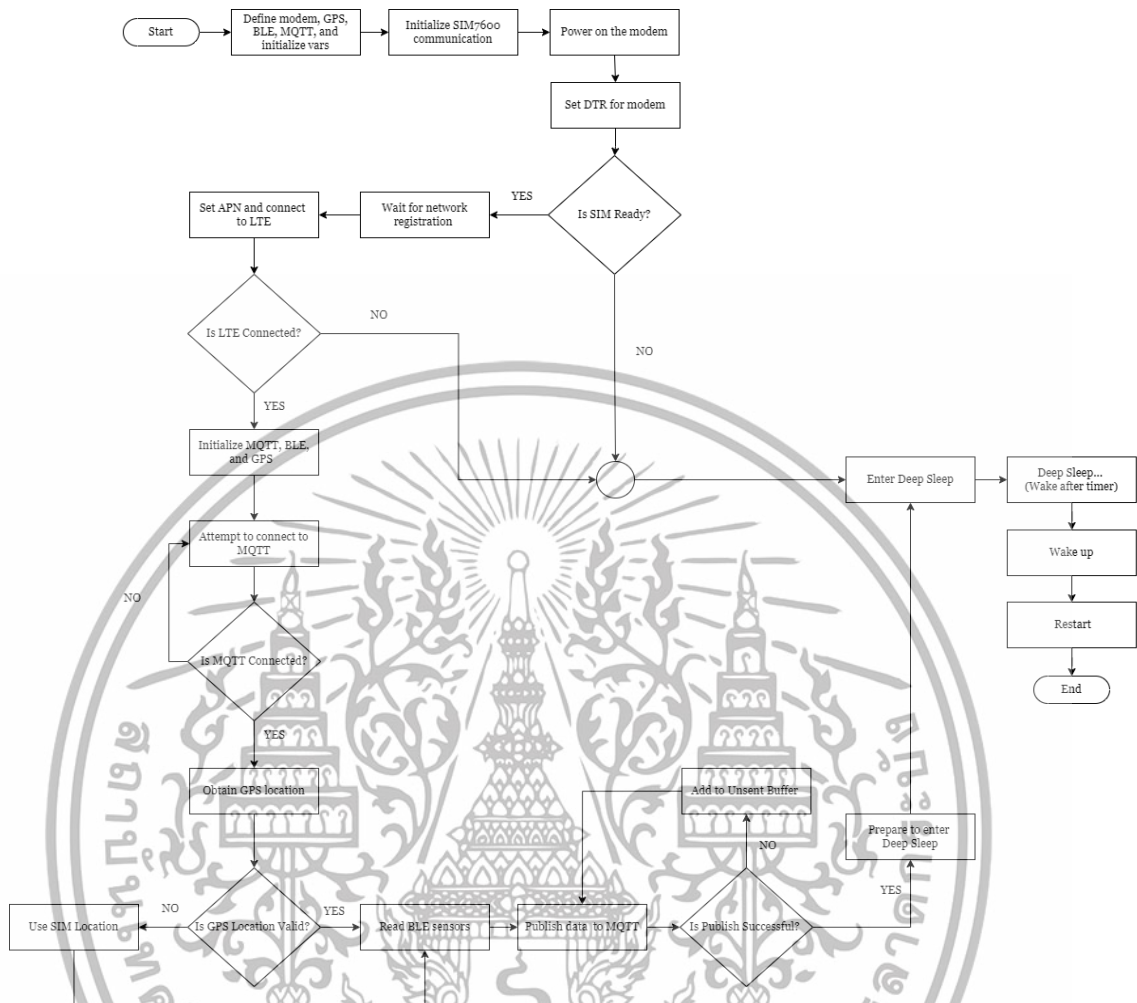 Start
Define modem, GPS,
BLE, MQTT, and
initialize vars
Initialize SIM7600
communication
Power on the modem
Set DTR for modem
Is SIM Ready?
YES
NO
Wait for network
registration
Set APN and connect
to LTE
Is LTE Connected?
NO
YES
Initialize MQTT, BLE,
and GPS
Attempt to connect to
MQTT
NO
Is MQTT Connected?
YES
Obtain GPS location
Is GPS Location Valid?
NO
YES
Use SIM Location
Read BLE sensors
Publish data to MQTT
Is Publish Successful?
NO
Add to Unsent Buffer
YES
Prepare to enter
Deep Sleep
Enter Deep Sleep
Deep Sleep...
(Wake after timer)
Wake up
Restart
End